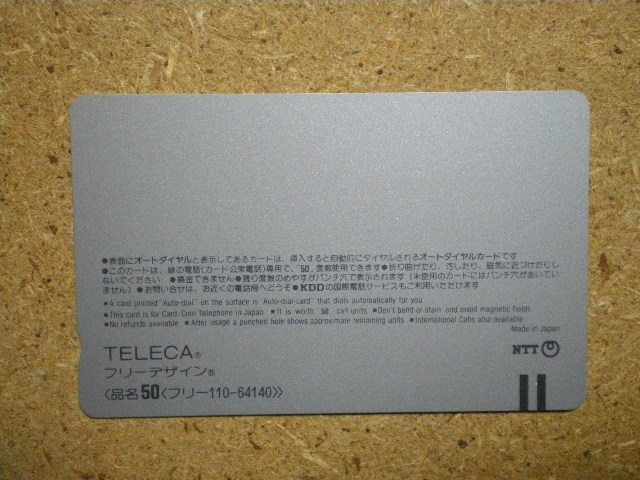 ●表面にオートダイヤルと表示してあるカードは、挿入すると自動的にダイヤルされるオートダイヤルカードです
●このカードは、緑の電話(カード公衆電話)専用で、"50"度数使用できます●折り曲げたり、汚したり、磁気に近づけたりし
ないでください ●換金できません●残り度数のめやすがパンチ穴で表示されます(未使用のカードにはパンチ穴があいてい
ません) ●お問い合せは、お近くの電話局へどうぞ ●KDDの国際電話サービスもご利用いただけます
■A card printed "Auto-dial" on the surface is "Auto-dial-card" that dials automatically for you
■This card is for Card/Coin Telephone in Japan ■It is worth "50" call units ■Don't bend or stain and avoid magnetic fields
■No refunds available ■After usage a punched hole shows approximate remaining units ■International Calls also available
Made in Japan
TELECA®
NTT
フリーデザイン®
〈品名50〈フリー110-64140〉〉